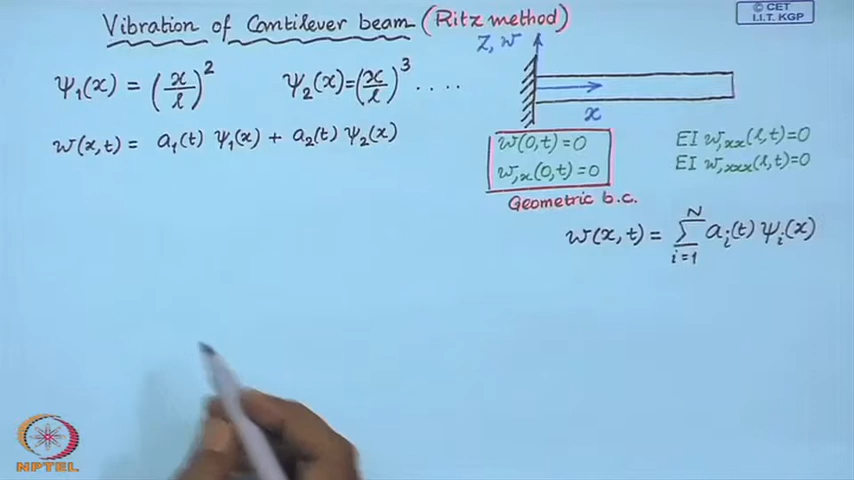 Vibration of Cantilever beam (Ritz method)
© CET
I.I.T. KGP
ψ₁(x) = (x/l)² ψ₂(x)=(x/l)³ ....
w(x,t) = a₁(t) ψ₁(x) + a₂(t) ψ₂(x)
Z, w
x
w(0,t)=0
w,x(0,t)=0
Geometric b.c.
EI w,xx(l,t)=0
EI w,xxx(l,t)=0
w(x,t) = ∑_{i=1}^{N} aᵢ(t) ψᵢ(x)
NPTEL